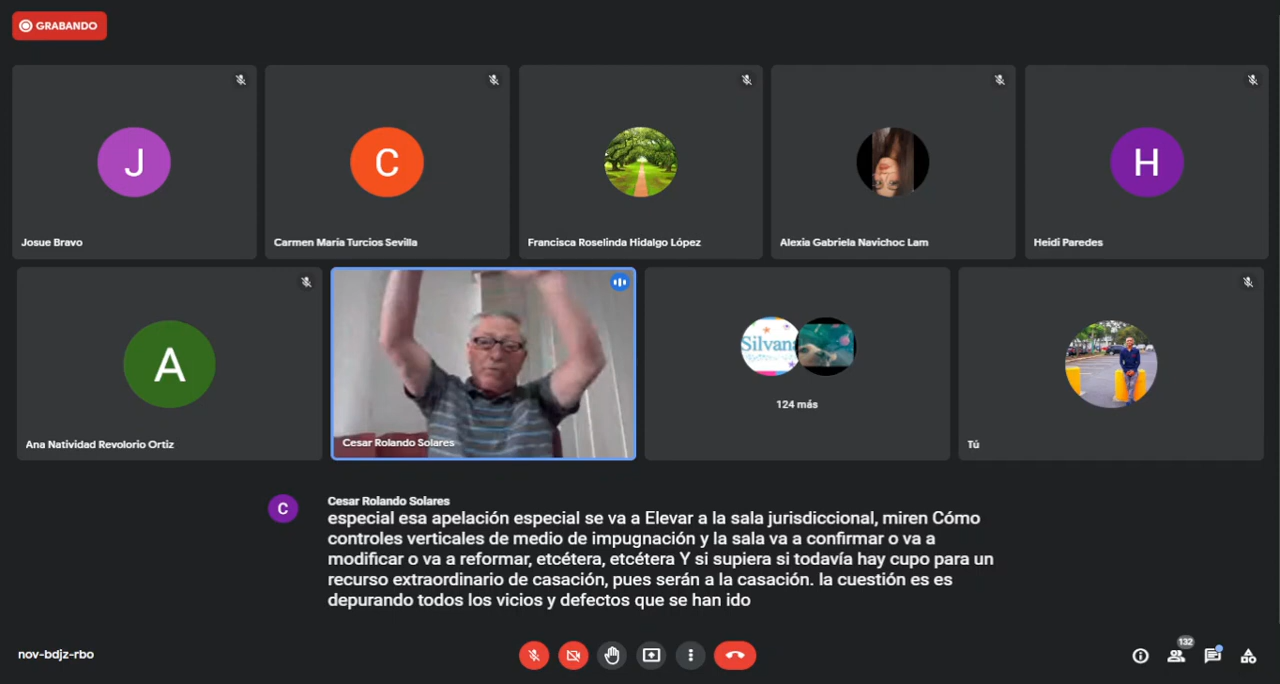 GRABANDO
J
C
H
Josue Bravo
Carmen María Turcios Sevilla
Francisca Roselinda Hidalgo López
Alexia Gabriela Navichoc Lam
Heidi Paredes
A
Silvana
124 más
Ana Natividad Revolorio Ortiz
Cesar Rolando Solares
Tú
C
Cesar Rolando Solares
especial esa apelación especial se va a Elevar a la sala jurisdiccional, miren Cómo
controles verticales de medio de impugnación y la sala va a confirmar o va a
modificar o va a reformar, etcétera, etcétera Y si supiera si todavía hay cupo para un
recurso extraordinario de casación, pues serán a la casación. la cuestión es es
depurando todos los vicios y defectos que se han ido
nov-bdjz-rbo
132